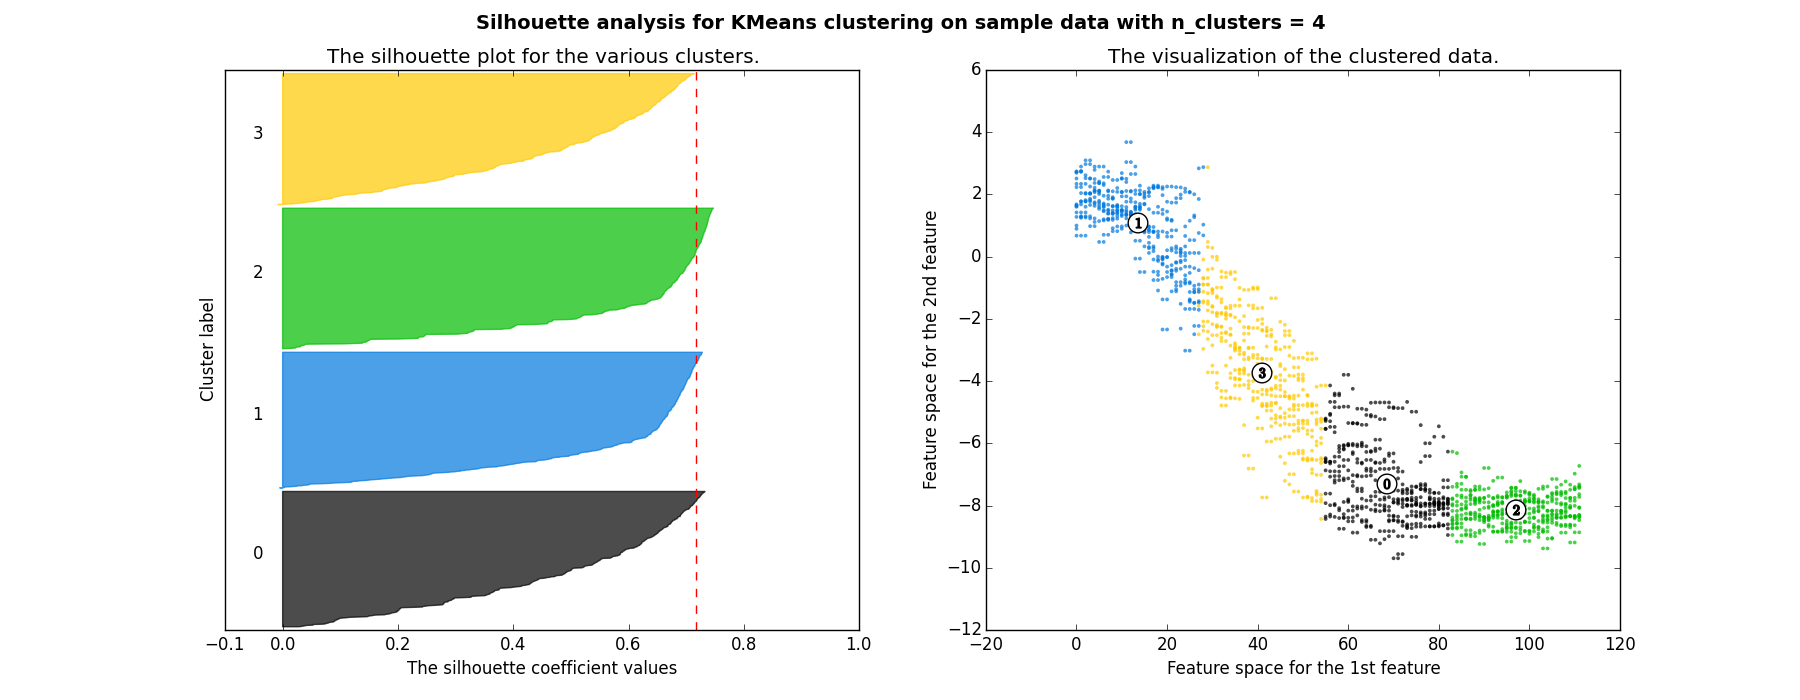 Silhouette analysis for KMeans clustering on sample data with n_clusters = 4
The silhouette plot for the various clusters.
3
2
1
0
Cluster label
−0.1 0.0 0.2 0.4 0.6 0.8 1.0
The silhouette coefficient values
The visualization of the clustered data.
6
4
2
0
−2
−4
−6
−8
−10
−12
Feature space for the 2nd feature
1
3
0
2
−20 0 20 40 60 80 100 120
Feature space for the 1st feature